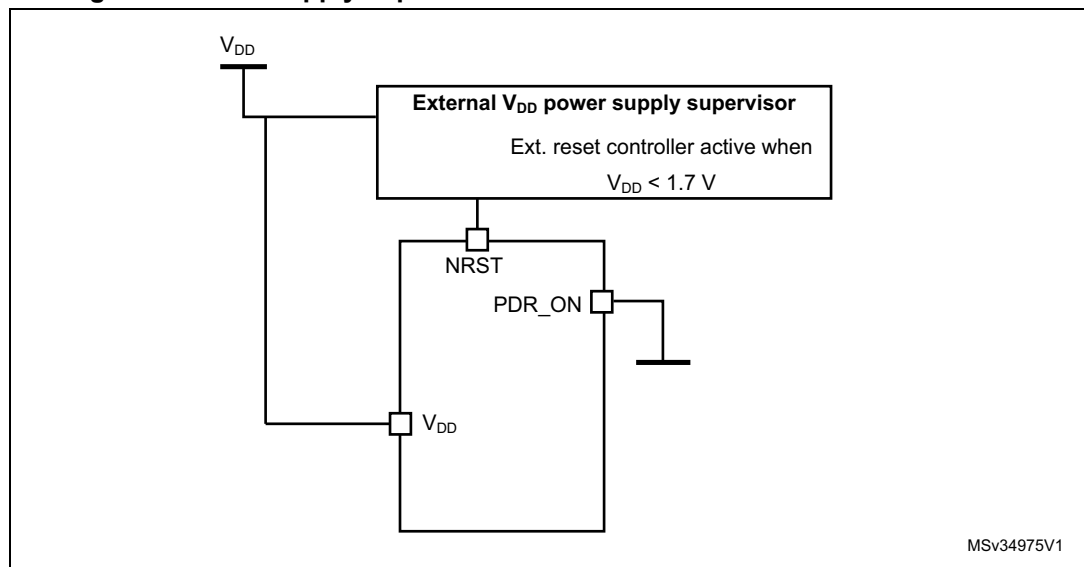 V_DD
External V_DD power supply supervisor
Ext. reset controller active when
V_DD < 1.7 V
NRST
PDR_ON
V_DD
MSv34975V1